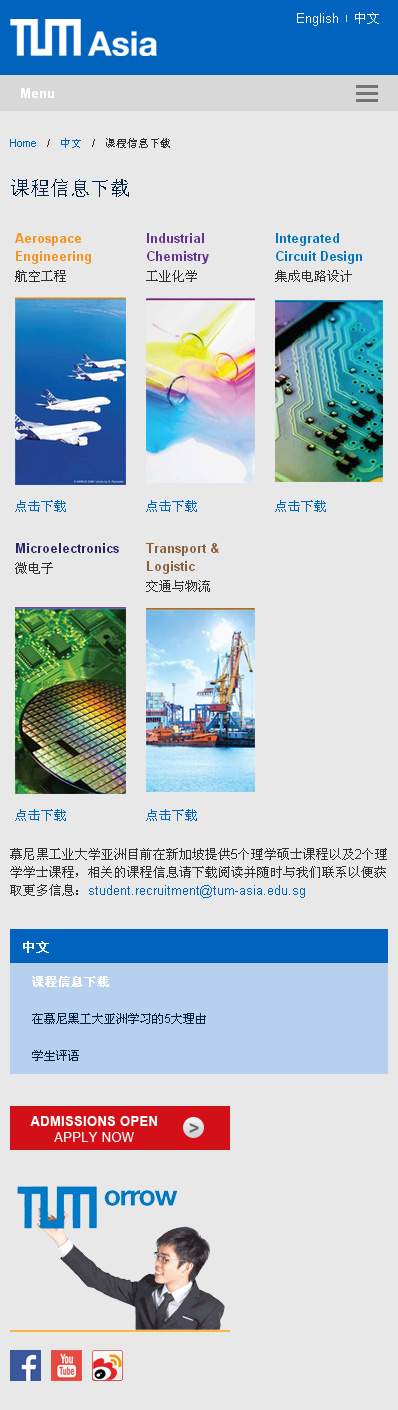 English | 中文
TUM Asia
Menu
Home / 中文 / 课程信息下载
课程信息下载
Aerospace
Engineering
航空工程
Industrial
Chemistry
工业化学
Integrated
Circuit Design
集成电路设计
点击下载
点击下载
点击下载
Microelectronics
微电子
Transport &
Logistic
交通与物流
点击下载
点击下载
慕尼黑工业大学亚洲目前在新加坡提供5个理学硕士课程以及2个理
学学士课程，相关的课程信息请下载阅读并随时与我们联系以便获
取更多信息：student.recruitment@tum-asia.edu.sg
中文
课程信息下载
在慕尼黑工大亚洲学习的5大理由
学生评语
ADMISSIONS OPEN
APPLY NOW
>
TUMorrow
f
You
Tube